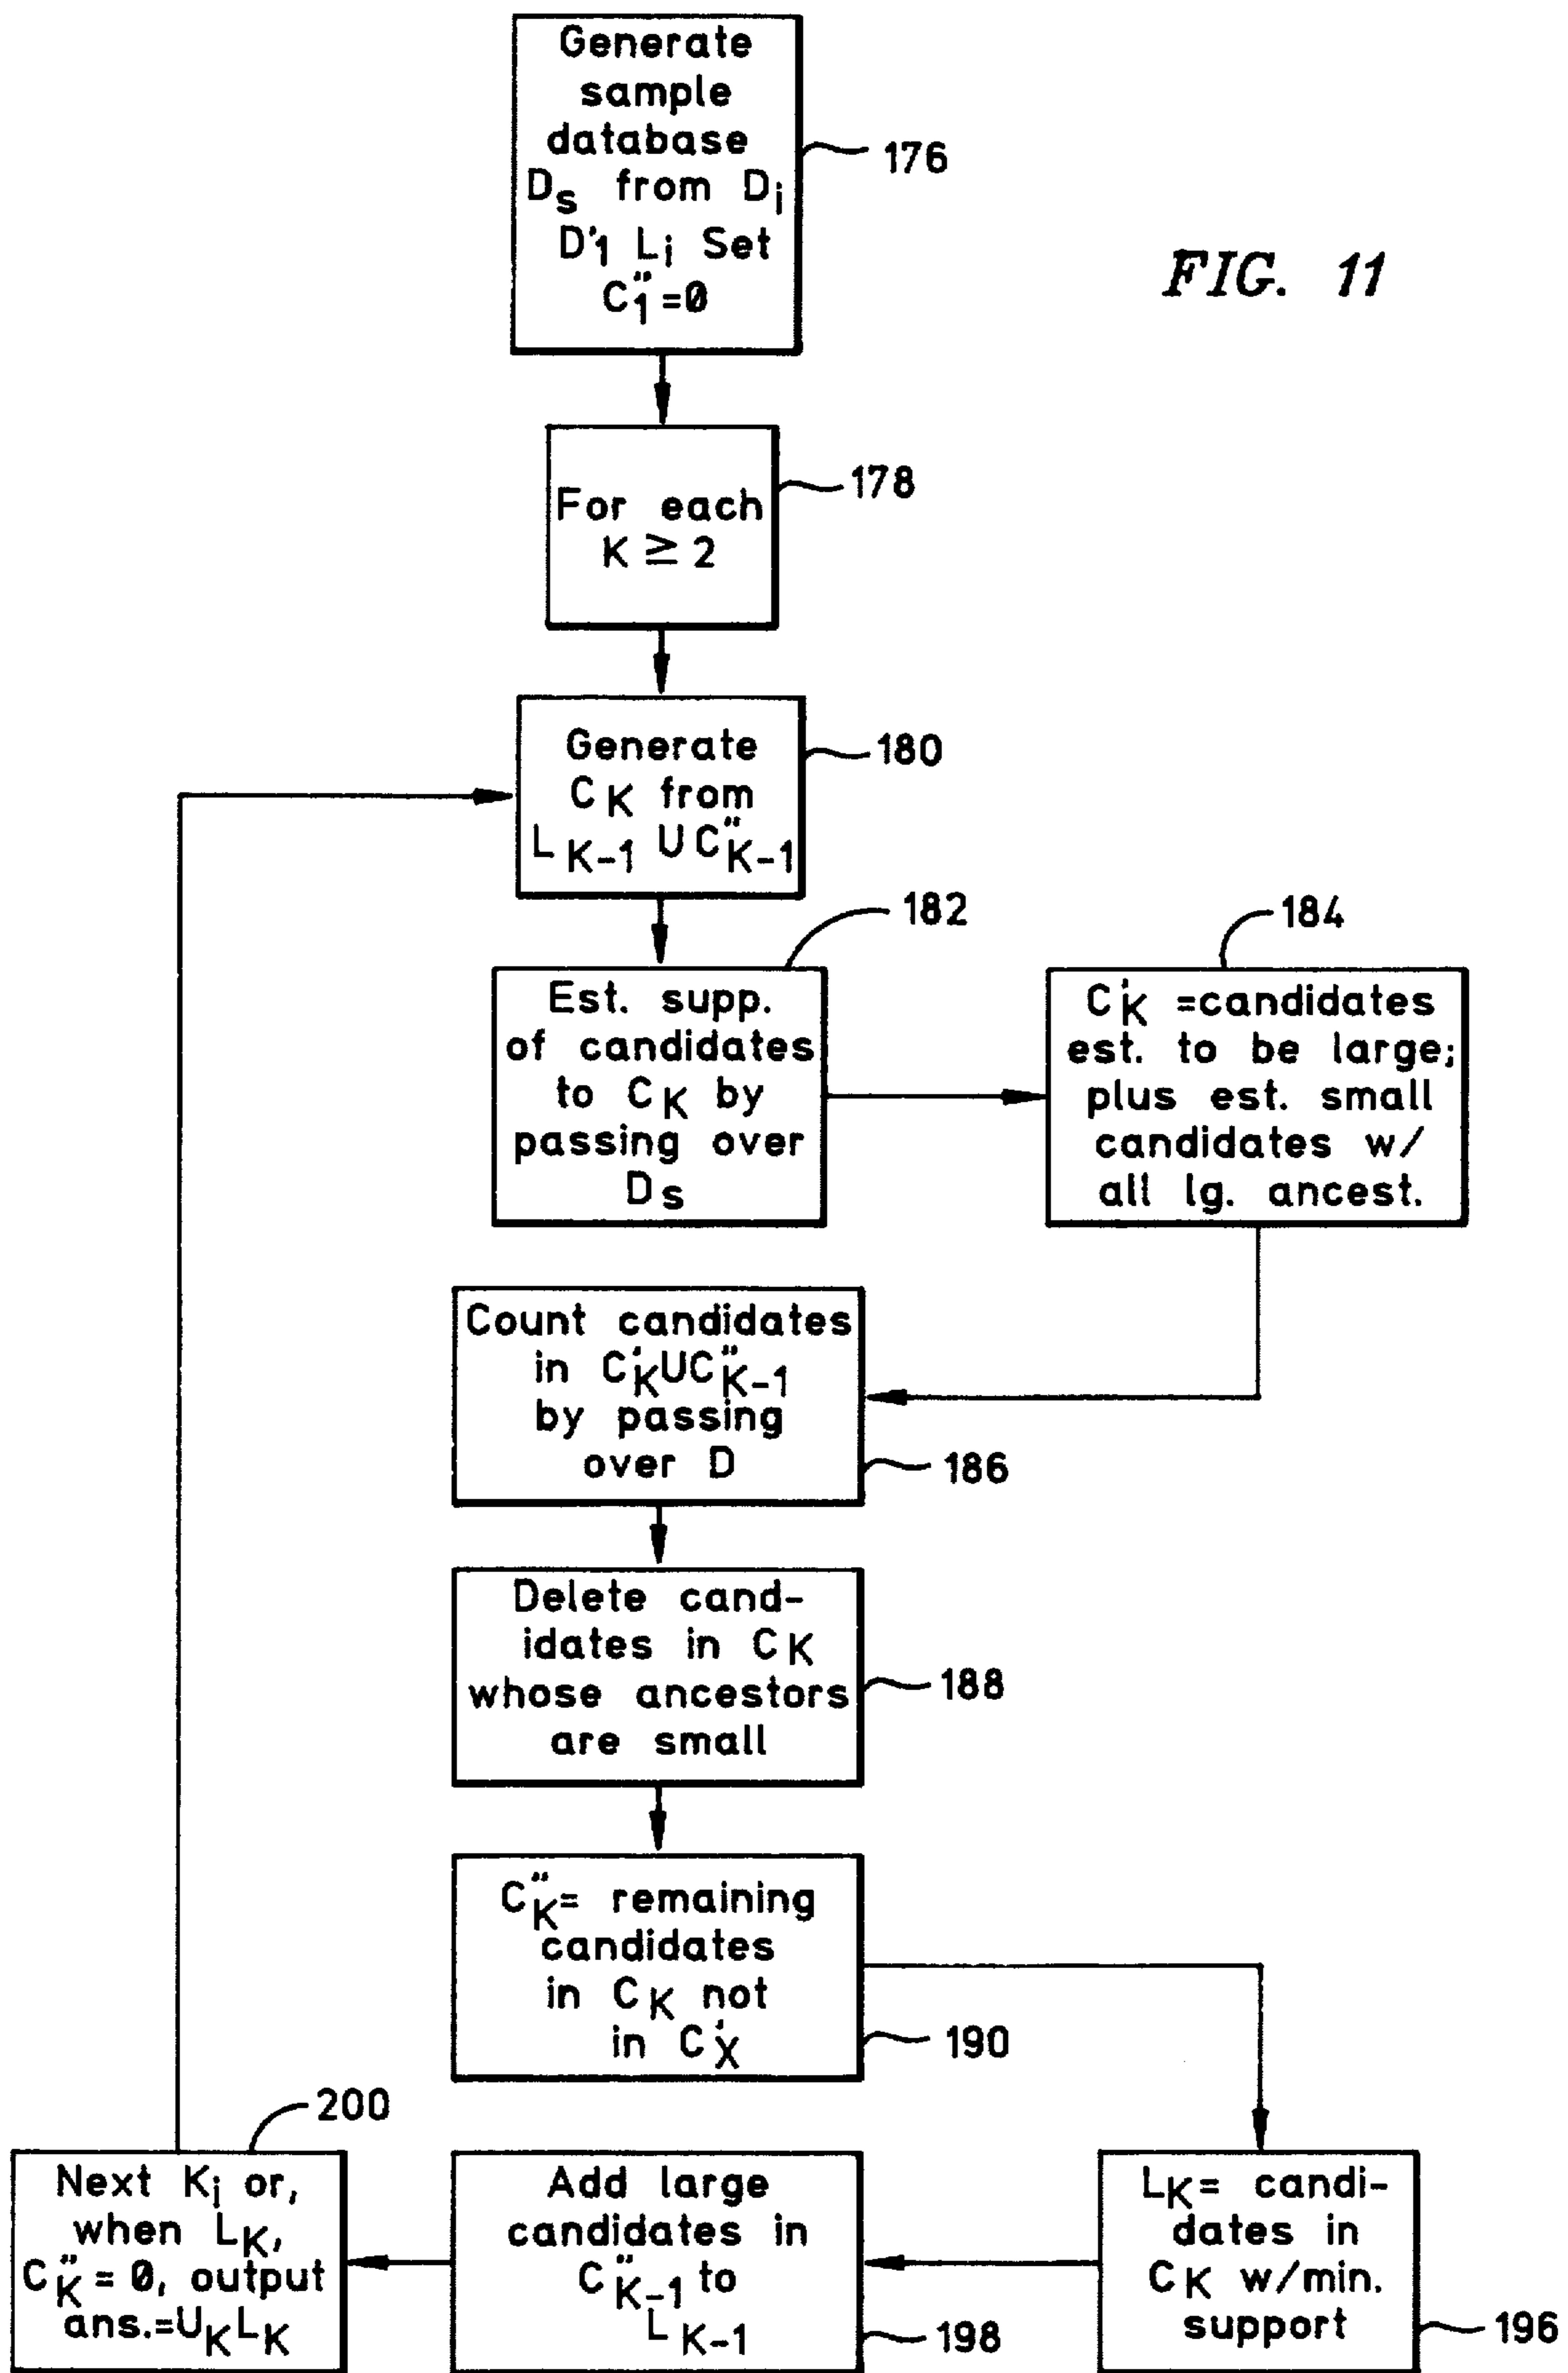 Generate
sample
database
Ds from Di
D'1 Li Set
C"1=0
176
FIG. 11
For each
K ≧ 2
178
Generate
CK from
LK-1 UC"K-1
180
182
Est. supp.
of candidates
to CK by
passing over
Ds
184
C'K =candidates
est. to be large;
plus est. small
candidates w/
all lg. ancest.
Count candidates
in C'KUC"K-1
by passing
over D
186
Delete cand-
idates in CK
whose ancestors
are small
188
C"K= remaining
candidates
in CK not
in C'X
190
LK= candi-
dates in
CK w/min.
support
196
Add large
candidates in
C"K-1 to
LK-1
198
200
Next Ki or,
when LK,
C"K=0, output
ans.=UKLK